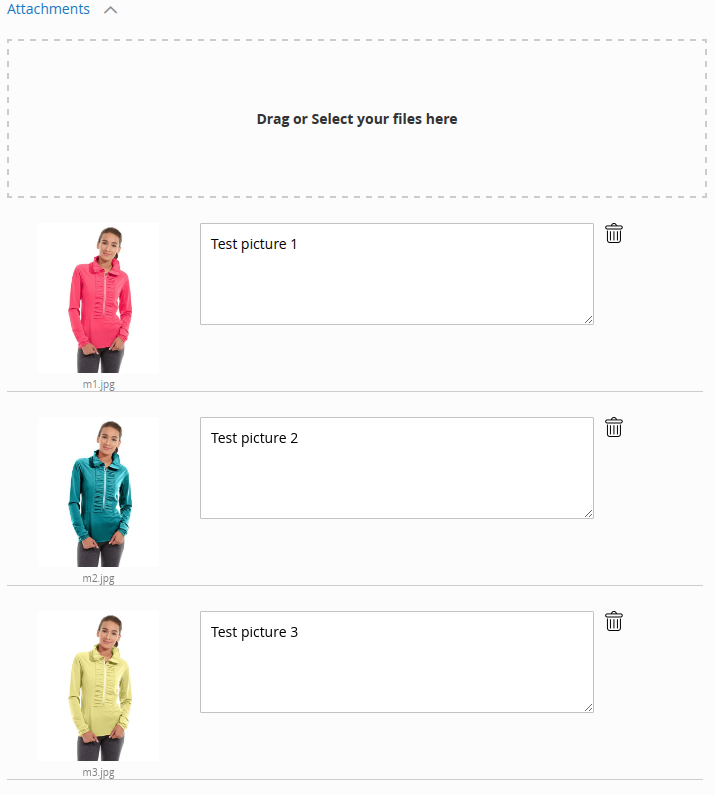 Attachments
Drag or Select your files here
Test picture 1
m1.jpg
Test picture 2
m2.jpg
Test picture 3
m3.jpg